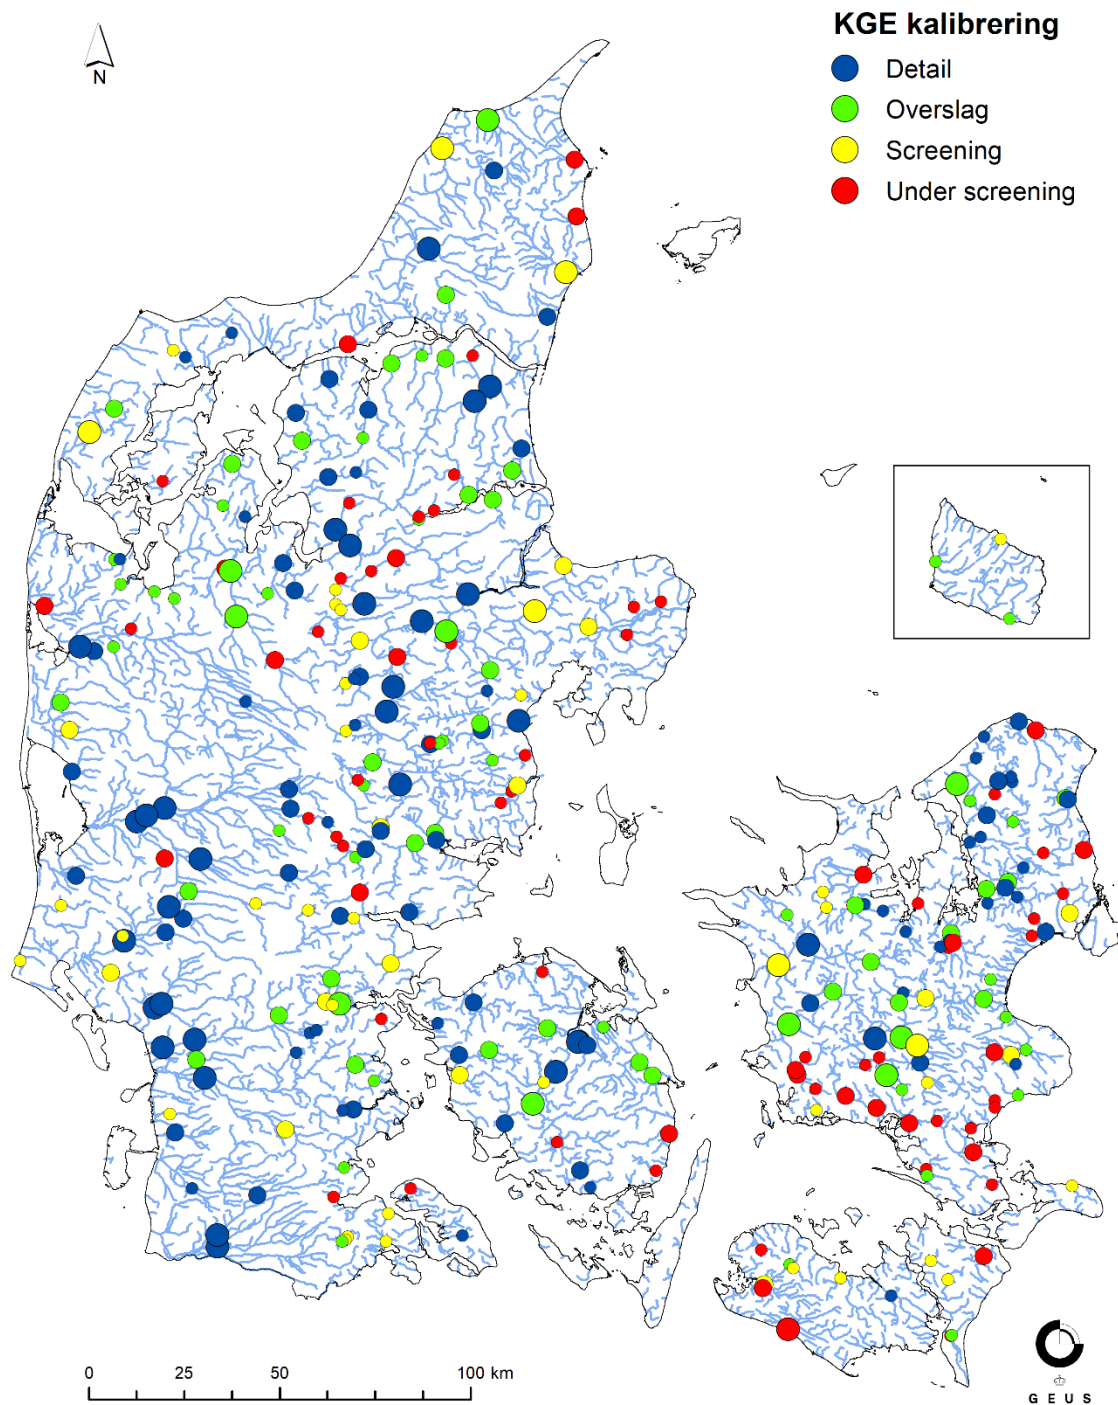 KGE kalibrering
Detail
Overslag
Screening
Under screening
N
0 25 50 100 km
G E U S